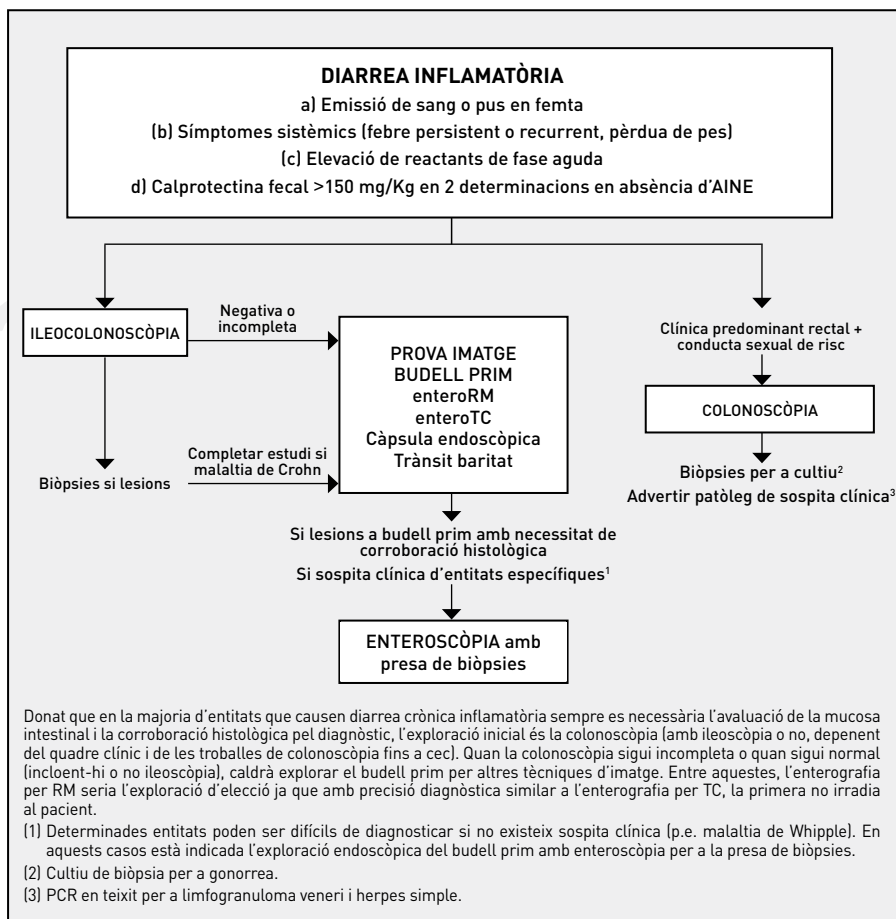 DIARREA INFLAMATÒRIA
a) Emissió de sang o pus en femta
(b) Símptomes sistèmics (febre persistent o recurrent, pèrdua de pes)
(c) Elevació de reactants de fase aguda
d) Calprotectina fecal >150 mg/Kg en 2 determinacions en absència d'AINE
ILEOCOLONOSCÒPIA
Negativa o
incompleta
Biòpsies si lesions
Completar estudi si
malaltia de Crohn
PROVA IMATGE
BUDELL PRIM
enteroRM
enteroTC
Càpsula endoscòpica
Trànsit baritat
Si lesions a budell prim amb necessitat de
corroboració histològica
Si sospita clínica d'entitats específiques¹
ENTEROSCÒPIA amb
presa de biòpsies
Clínica predominant rectal +
conducta sexual de risc
COLONOSCÒPIA
Biòpsies per a cultiu²
Advertir patòleg de sospita clínica³
Donat que en la majoria d'entitats que causen diarrea crònica inflamatòria sempre es necessària l'avaluació de la mucosa
intestinal i la corroboració histològica pel diagnòstic, l'exploració inicial és la colonoscòpia (amb ileoscòpia o no, depenent
del quadre clínic i de les troballes de colonoscòpia fins a cec). Quan la colonoscòpia sigui incompleta o quan sigui normal
(incloent-hi o no ileoscòpia), caldrà explorar el budell prim per altres tècniques d'imatge. Entre aquestes, l'enterografia
per RM seria l'exploració d'elecció ja que amb precisió diagnòstica similar a l'enterografia per TC, la primera no irradia
al pacient.
(1) Determinades entitats poden ser difícils de diagnosticar si no existeix sospita clínica (p.e. malaltia de Whipple). En
aquests casos està indicada l'exploració endoscòpica del budell prim amb enteroscòpia per a la presa de biòpsies.
(2) Cultiu de biòpsia per a gonorrea.
(3) PCR en teixit per a limfogranuloma veneri i herpes simple.